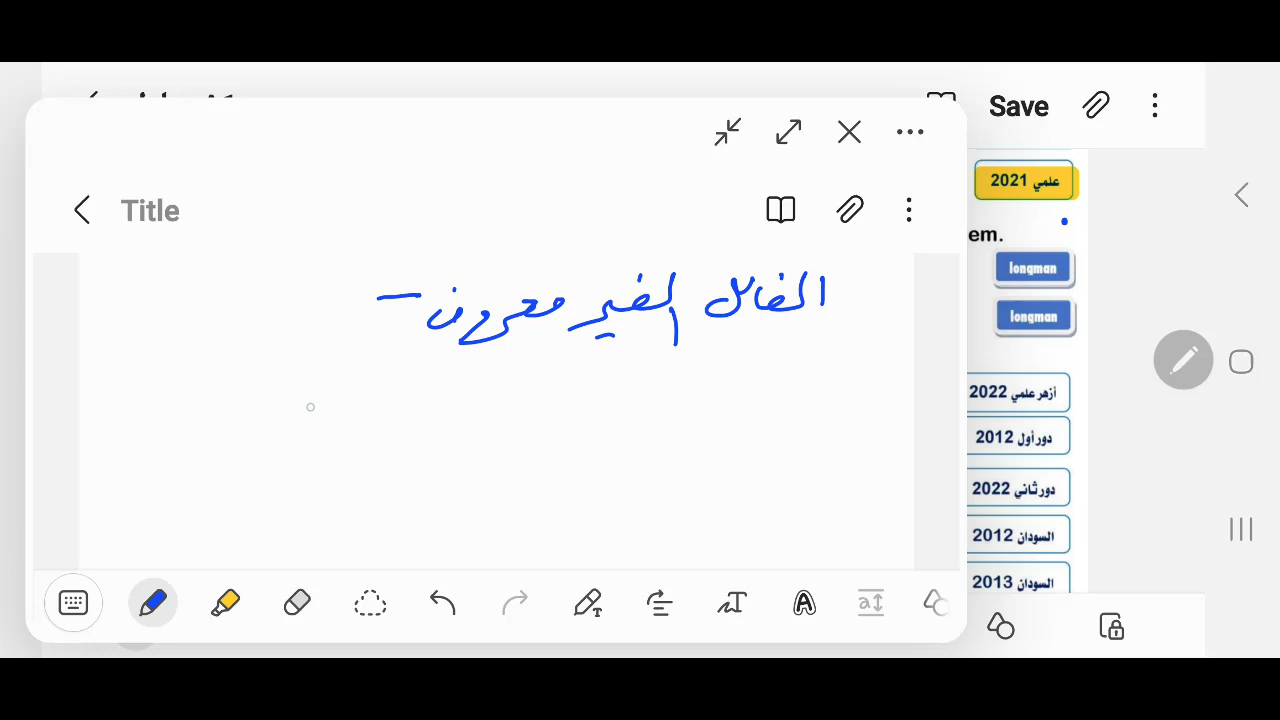 Save
علمي 2021
Title
em.
longman
longman
الفاعل الغير معروف –
أزهر علمي 2022
دور أول 2012
دور ثاني 2022
السودان 2012
السودان 2013